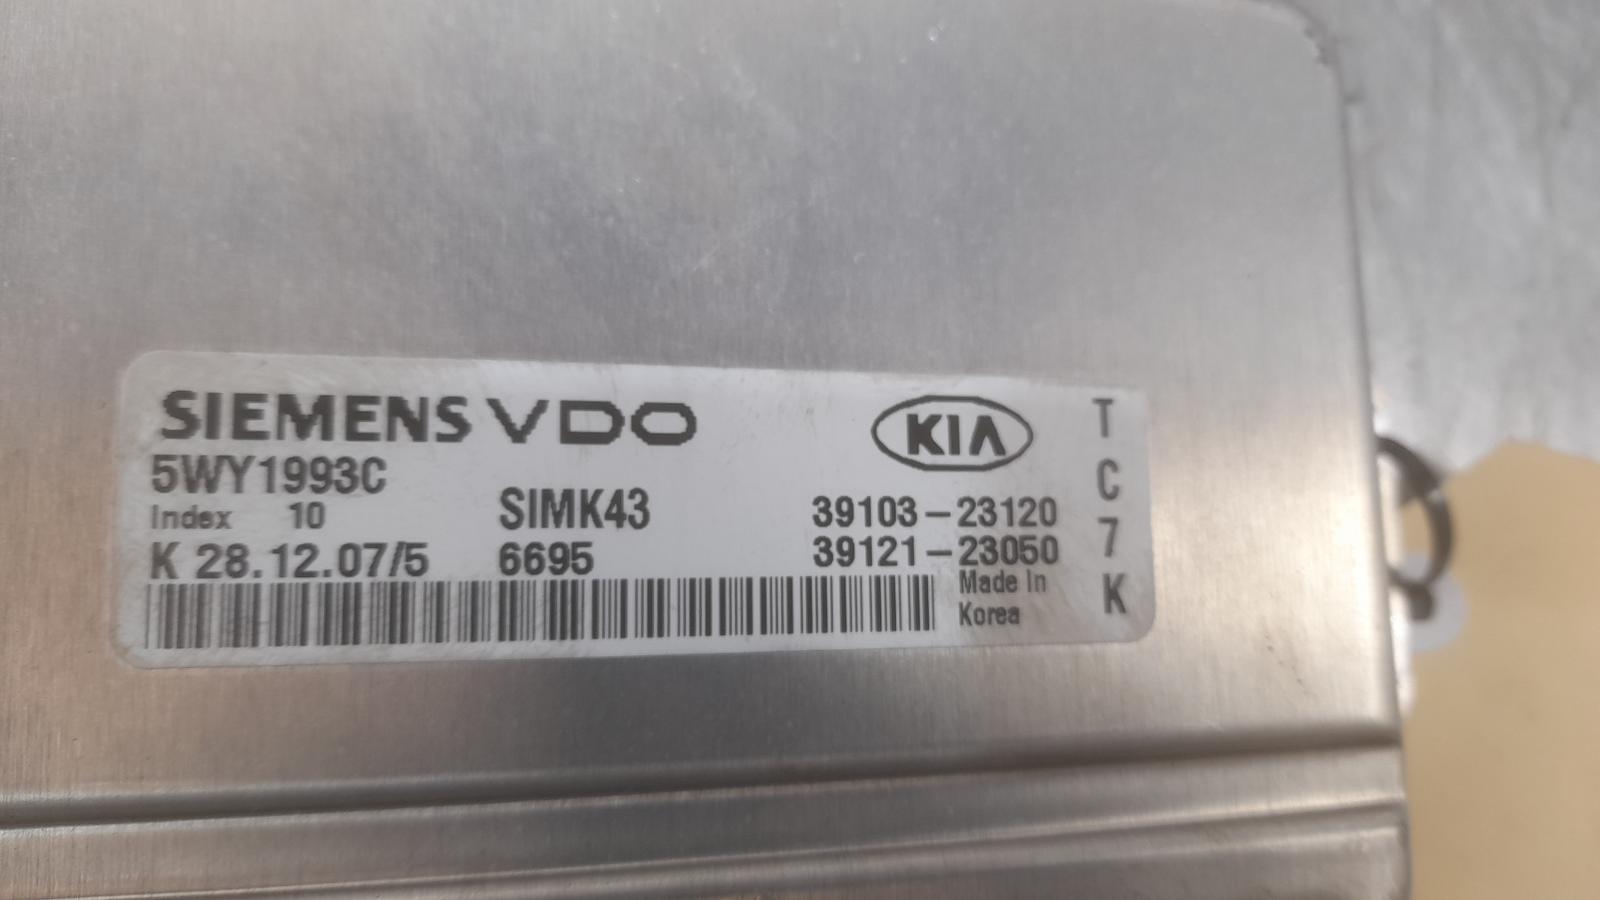 SIEMENS VDO
KIA
5WY1993C
Index 10
SIMK43
39103-23120
K 28.12.07/5
6695
39121-23050
Made In
Korea
T
C
7
K